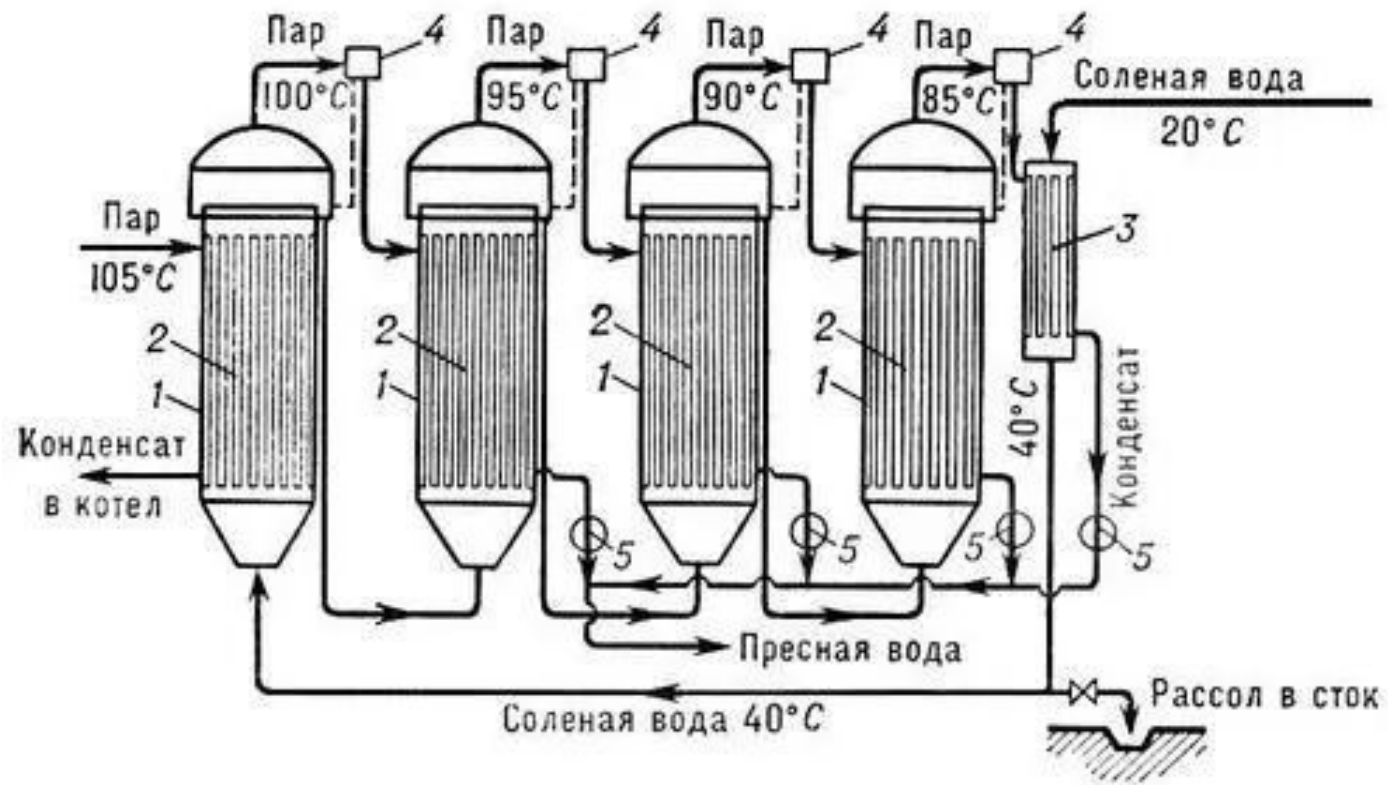 Пар
4
Пар
4
Пар
4
Пар
4
100°C
95°C
90°C
85°C
Соленая вода
20°C
Пар
105°C
3
2
2
2
2
1
1
1
1
Конденсат
в котел
40°C
Конденсат
5
5
5
5
Пресная вода
Соленая вода 40°C
Рассол в сток